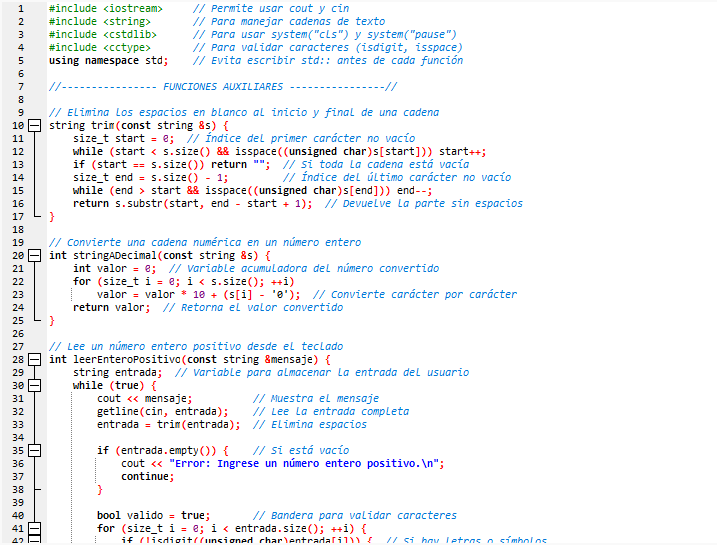 1 #include <iostream> // Permite usar cout y cin
2 #include <string> // Para manejar cadenas de texto
3 #include <cstdlib> // Para usar system("cls") y system("pause")
4 #include <cctype> // Para validar caracteres (isdigit, isspace)
5 using namespace std; // Evita escribir std:: antes de cada función
6
7 //---------------- FUNCIONES AUXILIARES ----------------//
8
9 // Elimina los espacios en blanco al inicio y final de una cadena
10 string trim(const string &s) {
11 size_t start = 0; // Índice del primer carácter no vacío
12 while (start < s.size() && isspace((unsigned char)s[start])) start++;
13 if (start == s.size()) return ""; // Si toda la cadena está vacía
14 size_t end = s.size() - 1; // Índice del último carácter no vacío
15 while (end > start && isspace((unsigned char)s[end])) end--;
16 return s.substr(start, end - start + 1); // Devuelve la parte sin espacios
17 }
18
19 // Convierte una cadena numérica en un número entero
20 int stringADecimal(const string &s) {
21 int valor = 0; // Variable acumuladora del número convertido
22 for (size_t i = 0; i < s.size(); ++i)
23 valor = valor * 10 + (s[i] - '0'); // Convierte carácter por carácter
24 return valor; // Retorna el valor convertido
25 }
26
27 // Lee un número entero positivo desde el teclado
28 int leerEnteroPositivo(const string &mensaje) {
29 string entrada; // Variable para almacenar la entrada del usuario
30 while (true) {
31 cout << mensaje; // Muestra el mensaje
32 getline(cin, entrada); // Lee la entrada completa
33 entrada = trim(entrada); // Elimina espacios
34
35 if (entrada.empty()) { // Si está vacío
36 cout << "Error: Ingrese un número entero positivo.\n";
37 continue;
38 }
39
40 bool valido = true; // Bandera para validar caracteres
41 for (size_t i = 0; i < entrada.size(); ++i) {
42 if (!isdigit((unsigned char)entrada[i])) { // Si hay letras o símbolos